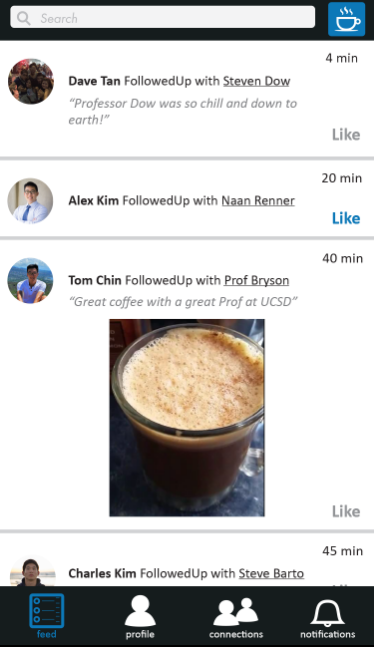 Search
4 min
Dave Tan FollowedUp with Steven Dow
“Professor Dow was so chill and down to
earth!”
Like
20 min
Alex Kim FollowedUp with Naan Renner
Like
40 min
Tom Chin FollowedUp with Prof Bryson
“Great coffee with a great Prof at UCSD”
Like
45 min
Charles Kim FollowedUp with Steve Barto
feed
profile
connections
notifications